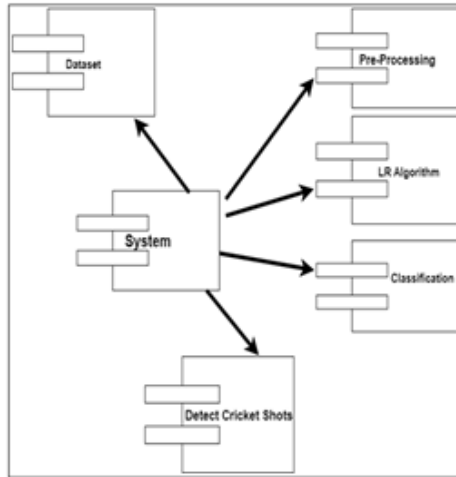 Dataset
Pre-Processing
LR Algorithm
System
Classification
Detect Cricket Shots